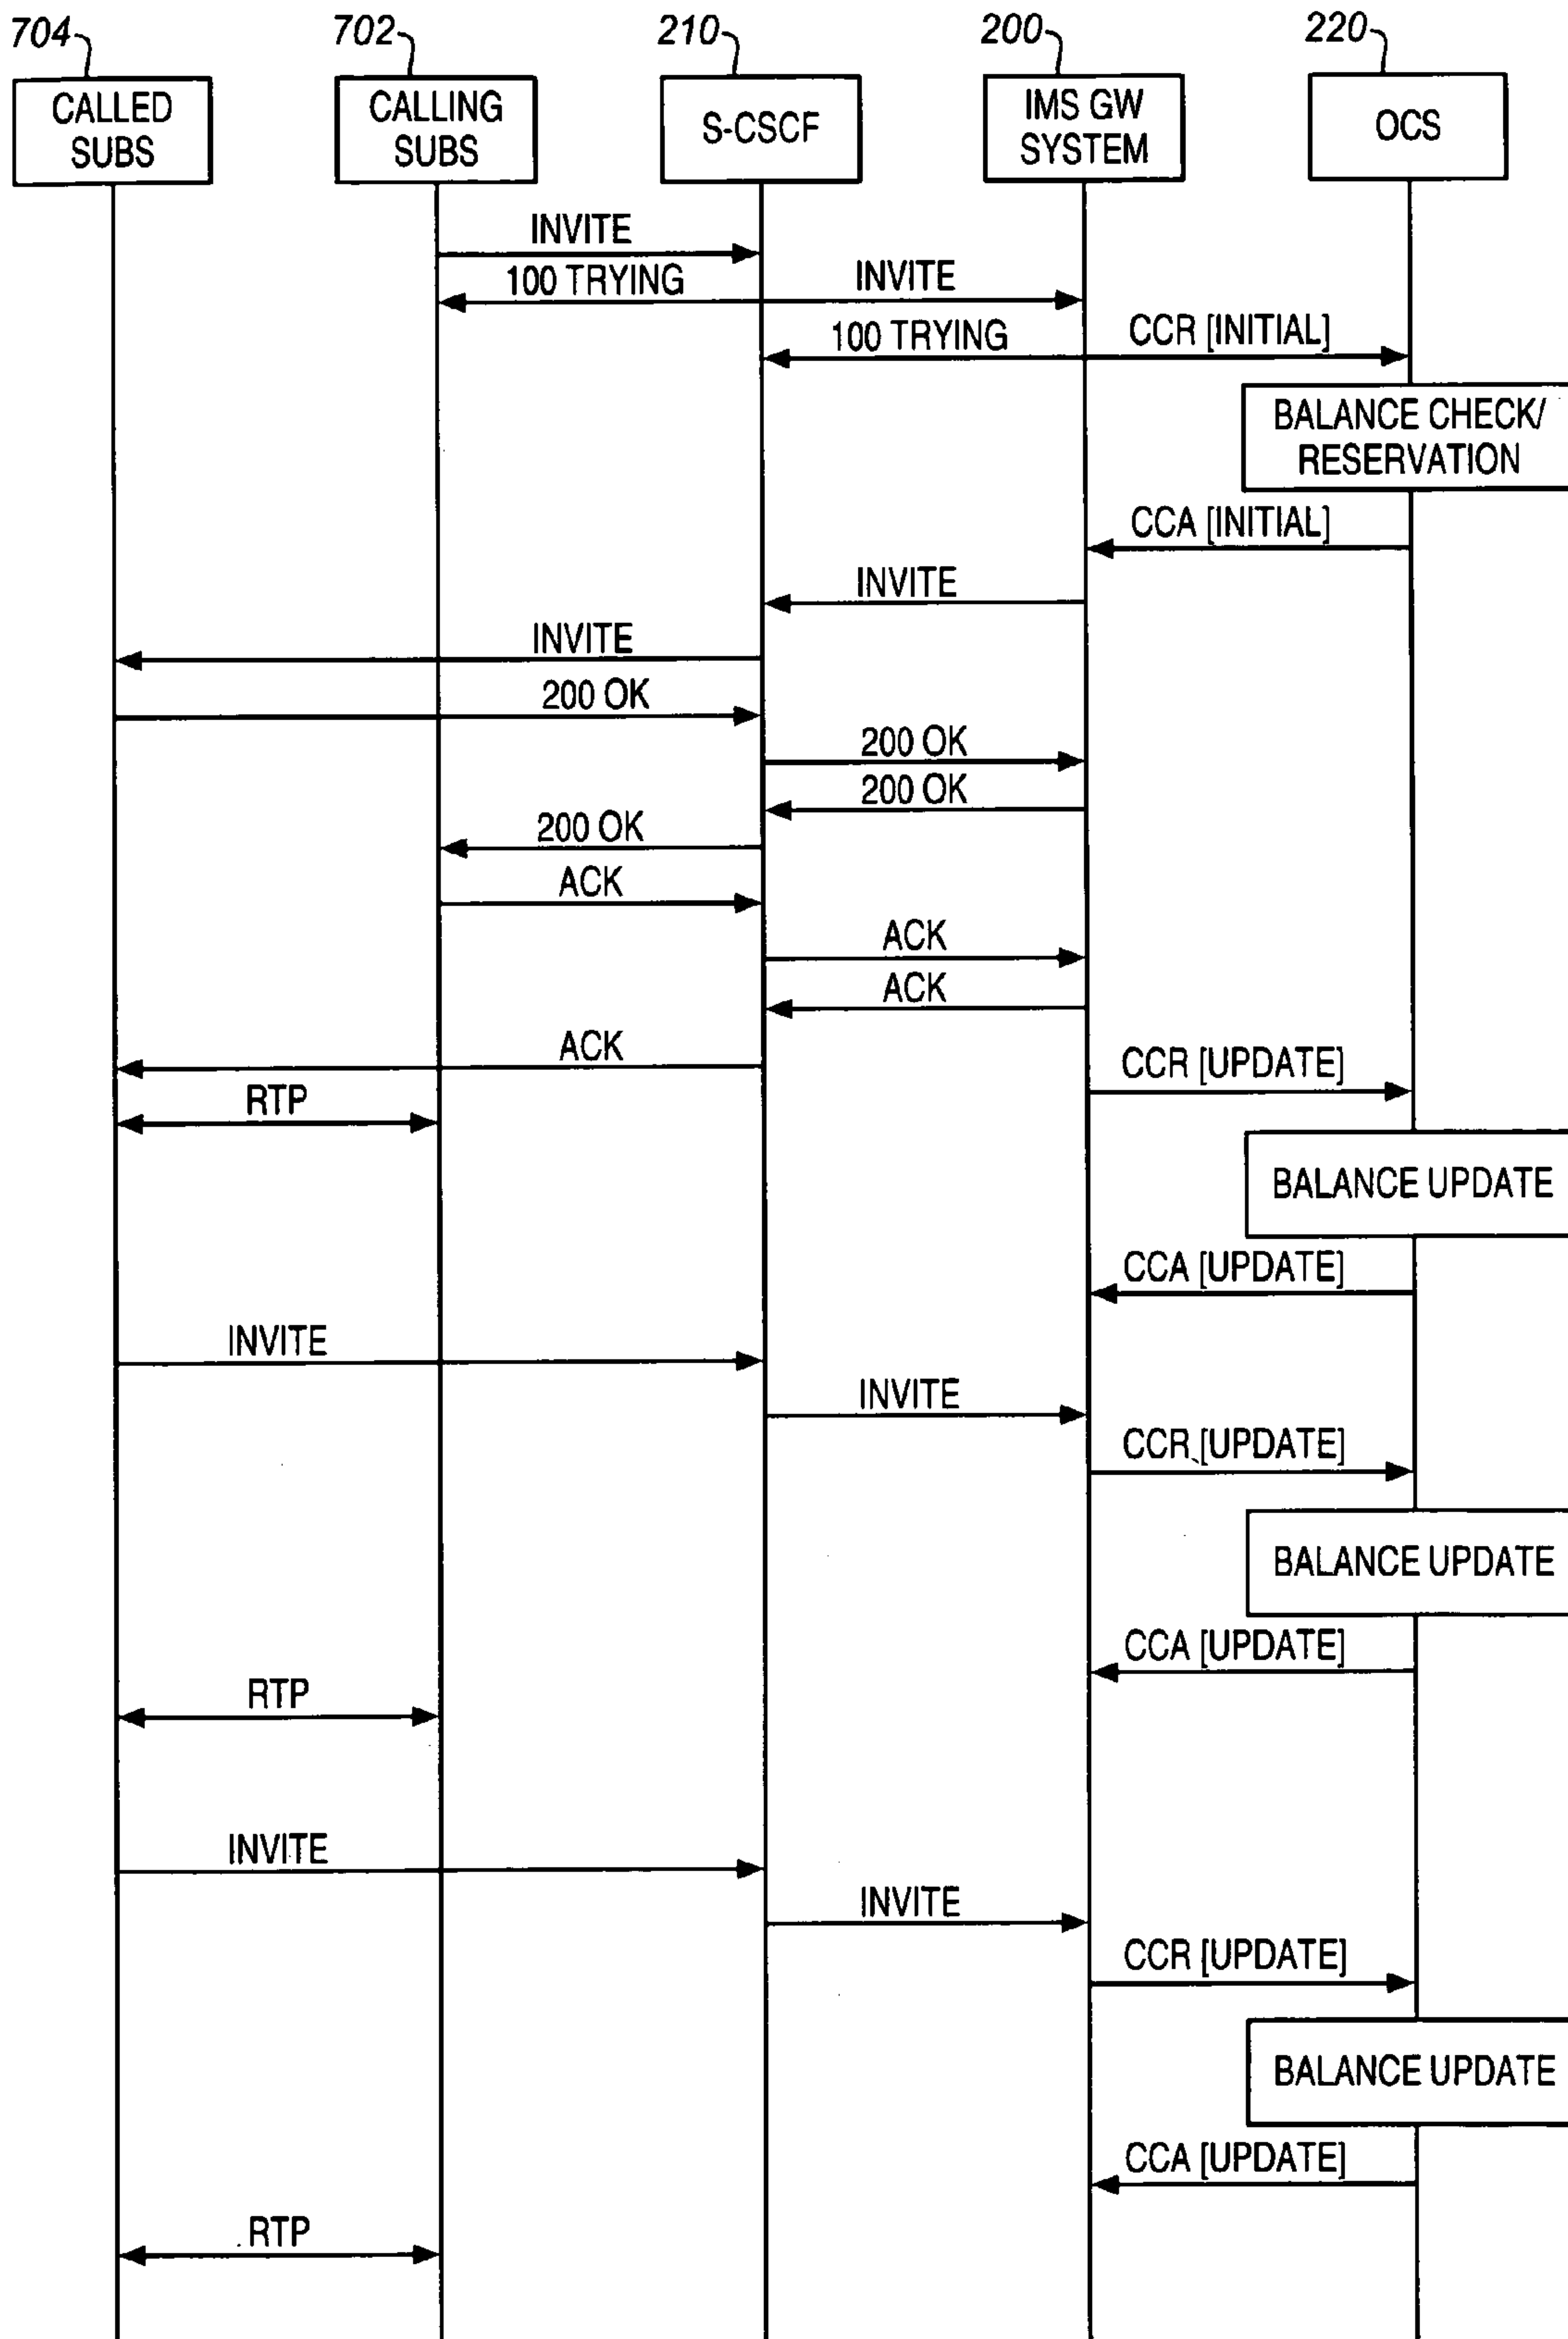 704
702
210
200
220
CALLED
SUBS
CALLING
SUBS
S-CSCF
IMS GW
SYSTEM
OCS
INVITE
100 TRYING
INVITE
100 TRYING
CCR [INITIAL]
BALANCE CHECK/
RESERVATION
CCA [INITIAL]
INVITE
INVITE
200 OK
200 OK
200 OK
200 OK
ACK
ACK
ACK
ACK
CCR [UPDATE]
RTP
BALANCE UPDATE
CCA [UPDATE]
INVITE
INVITE
CCR [UPDATE]
BALANCE UPDATE
CCA [UPDATE]
RTP
INVITE
INVITE
CCR [UPDATE]
BALANCE UPDATE
CCA [UPDATE]
RTP